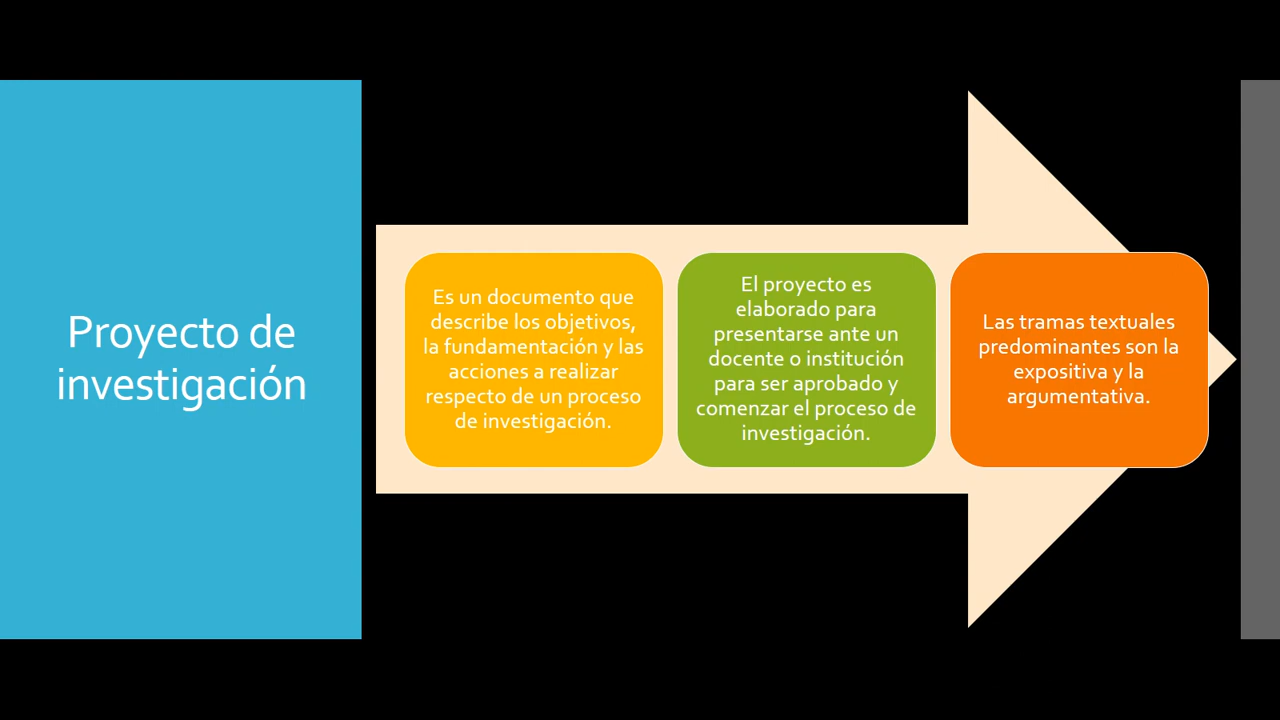 Proyecto de
investigación
Es un documento que
describe los objetivos,
la fundamentación y las
acciones a realizar
respecto de un proceso
de investigación.
El proyecto es
elaborado para
presentarse ante un
docente o institución
para ser aprobado y
comenzar el proceso de
investigación.
Las tramas textuales
predominantes son la
expositiva y la
argumentativa.